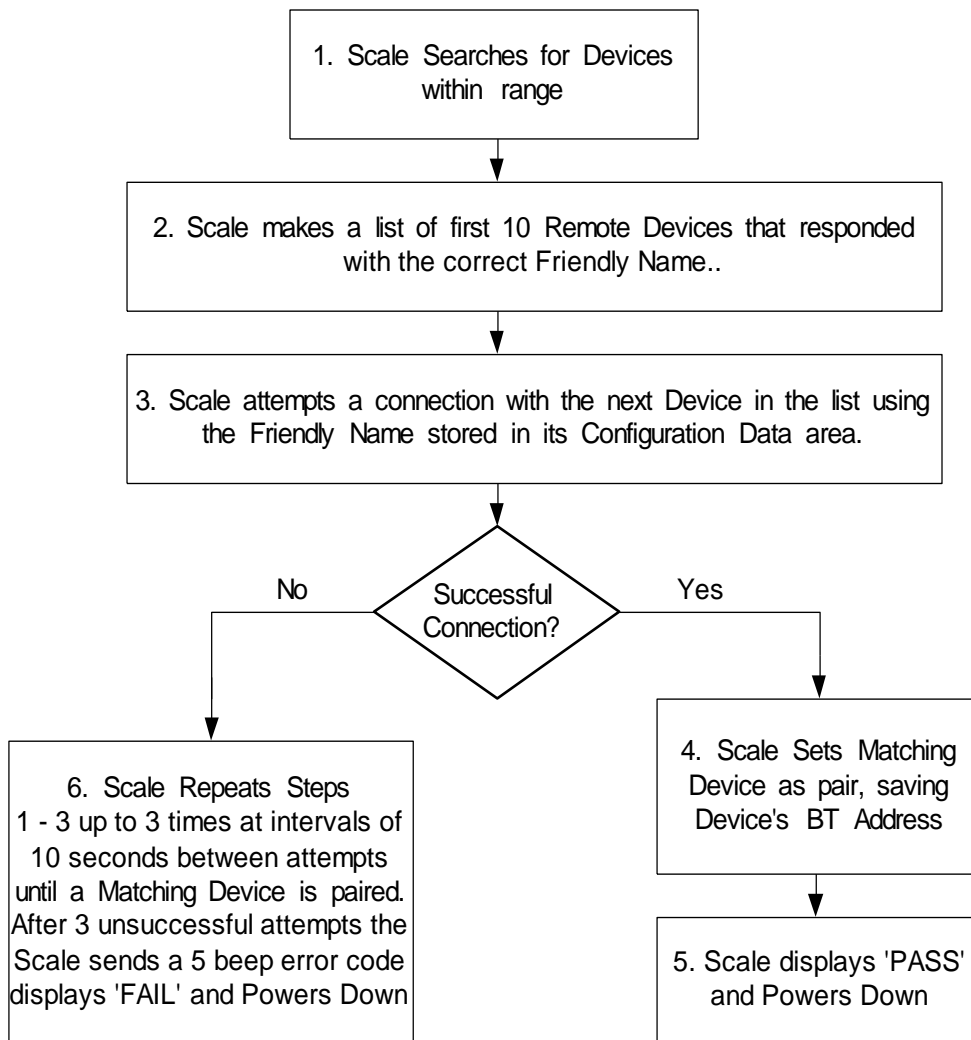 1. Scale Searches for Devices
within range
2. Scale makes a list of first 10 Remote Devices that responded
with the correct Friendly Name..
3. Scale attempts a connection with the next Device in the list using
the Friendly Name stored in its Configuration Data area.
Successful
Connection?
No
Yes
6. Scale Repeats Steps
1 - 3 up to 3 times at intervals of
10 seconds between attempts
until a Matching Device is paired.
After 3 unsuccessful attempts the
Scale sends a 5 beep error code
displays 'FAIL' and Powers Down
4. Scale Sets Matching
Device as pair, saving
Device's BT Address
5. Scale displays 'PASS'
and Powers Down